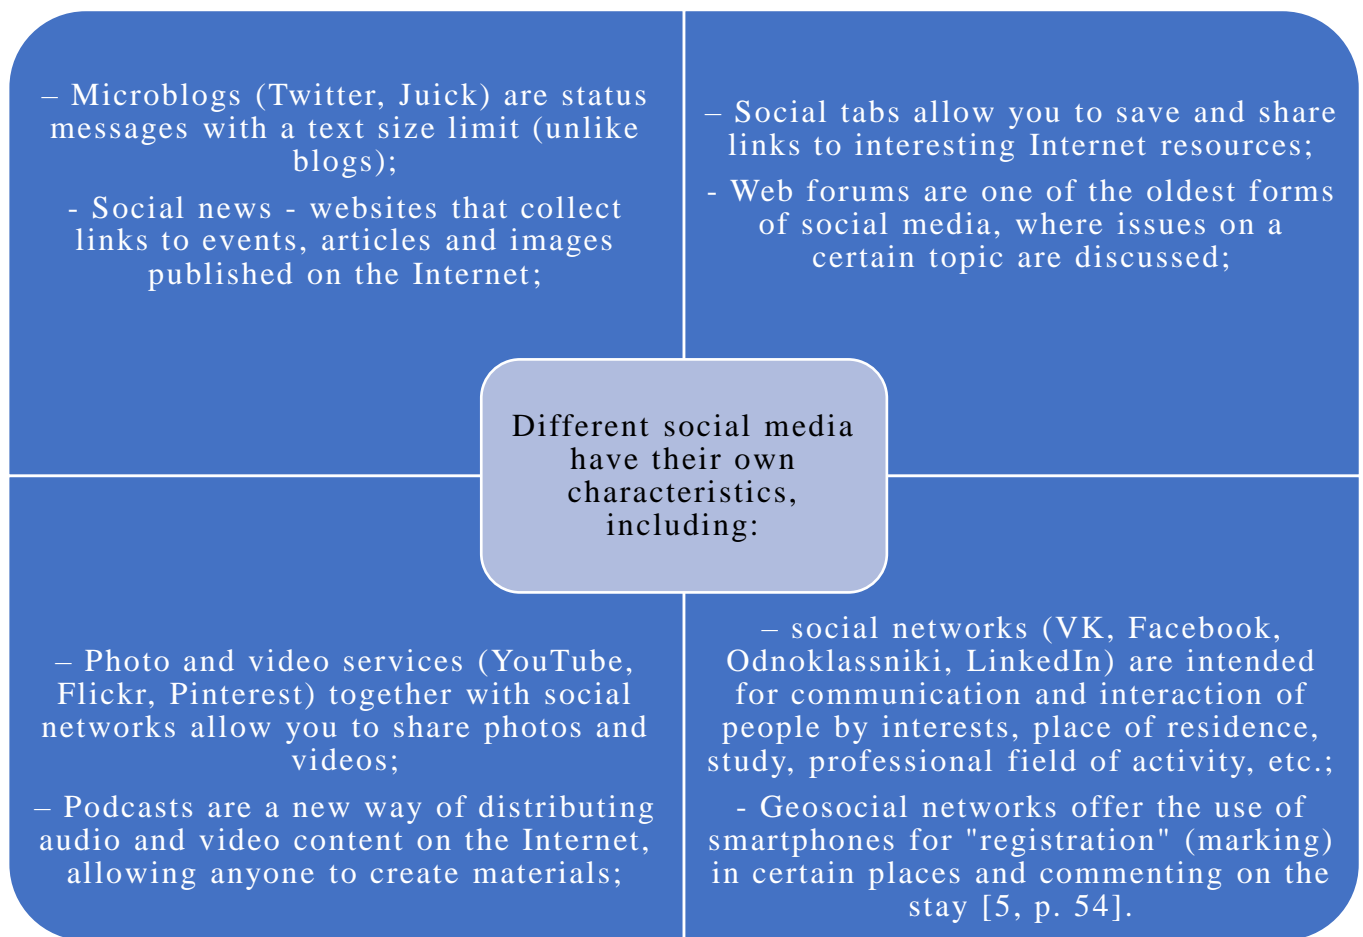 – Microblogs (Twitter, Juick) are status
messages with a text size limit (unlike
blogs);
- Social news - websites that collect
links to events, articles and images
published on the Internet;
– Social tabs allow you to save and share
links to interesting Internet resources;
- Web forums are one of the oldest forms
of social media, where issues on a
certain topic are discussed;
Different social media
have their own
characteristics,
including:
– Photo and video services (YouTube,
Flickr, Pinterest) together with social
networks allow you to share photos and
videos;
– Podcasts are a new way of distributing
audio and video content on the Internet,
allowing anyone to create materials;
– social networks (VK, Facebook,
Odnoklassniki, LinkedIn) are intended
for communication and interaction of
people by interests, place of residence,
study, professional field of activity, etc.;
- Geosocial networks offer the use of
smartphones for "registration" (marking)
in certain places and commenting on the
stay [5, p. 54].